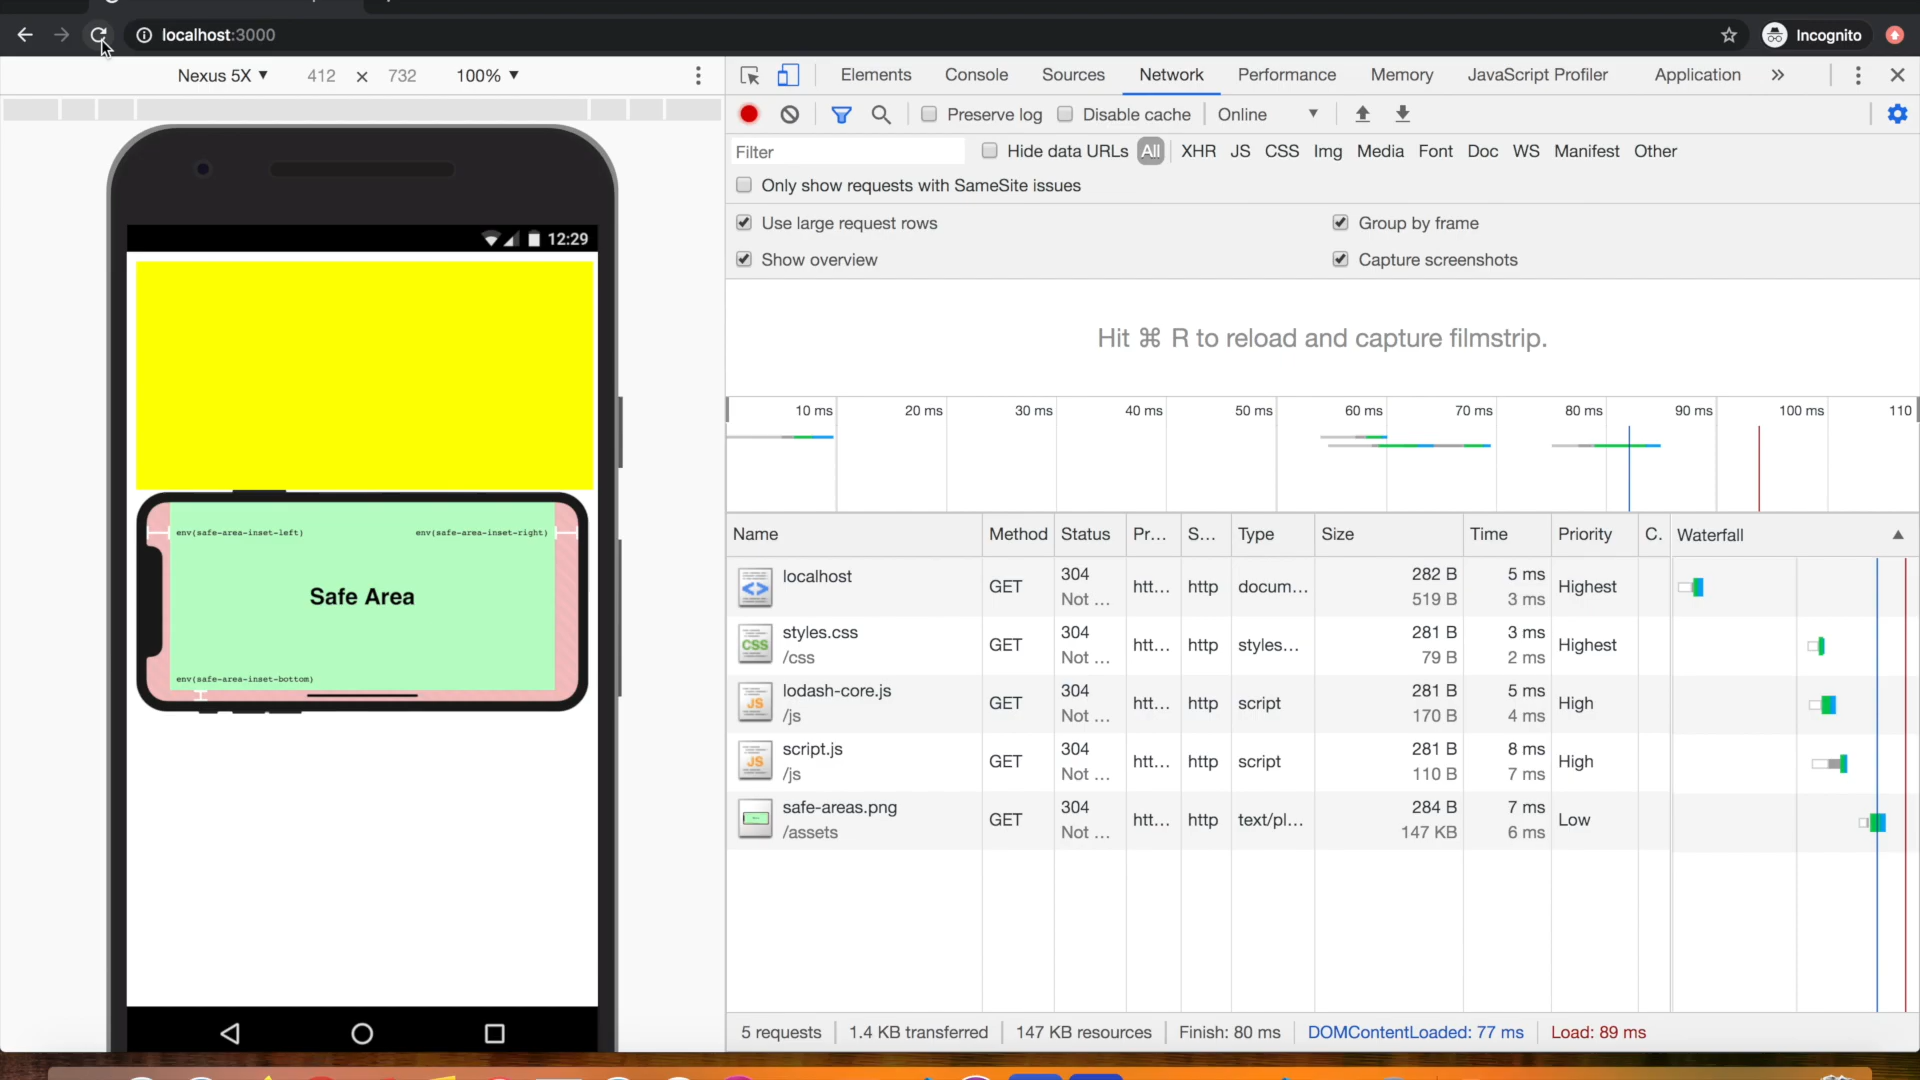 localhost:3000
Incognito
Nexus 5X ▼ 412 × 732 100% ▼
Elements Console Sources Network Performance Memory JavaScript Profiler Application »
Preserve log Disable cache Online ▼
Filter Hide data URLs All XHR JS CSS Img Media Font Doc WS Manifest Other
Only show requests with SameSite issues
Use large request rows Group by frame
Show overview Capture screenshots
Hit ⌘ R to reload and capture filmstrip.
10 ms 20 ms 30 ms 40 ms 50 ms 60 ms 70 ms 80 ms 90 ms 100 ms 110
Name Method Status Pr... S... Type Size Time Priority C. Waterfall ▲
localhost GET 304 Not ... htt... http docum... 282 B 519 B 5 ms 3 ms Highest
styles.css /css GET 304 Not ... htt... http styles... 281 B 79 B 3 ms 2 ms Highest
lodash-core.js /js GET 304 Not ... htt... http script 281 B 170 B 5 ms 4 ms High
script.js /js GET 304 Not ... htt... http script 281 B 110 B 8 ms 7 ms High
safe-areas.png /assets GET 304 Not ... htt... http text/pl... 284 B 147 KB 7 ms 6 ms Low
5 requests 1.4 KB transferred 147 KB resources Finish: 80 ms DOMContentLoaded: 77 ms Load: 89 ms
12:29
env(safe-area-inset-left) env(safe-area-inset-right)
Safe Area
env(safe-area-inset-bottom)